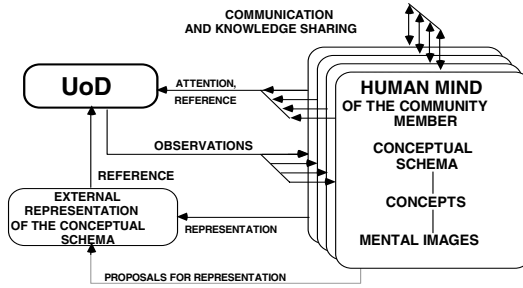 COMMUNICATION
AND KNOWLEDGE SHARING
UoD
ATTENTION,
REFERENCE
HUMAN MIND
OF THE COMMUNITY
MEMBER
OBSERVATIONS
CONCEPTUAL
SCHEMA
REFERENCE
EXTERNAL
REPRESENTATION
OF THE CONCEPTUAL
SCHEMA
CONCEPTS
REPRESENTATION
MENTAL IMAGES
PROPOSALS FOR REPRESENTATION